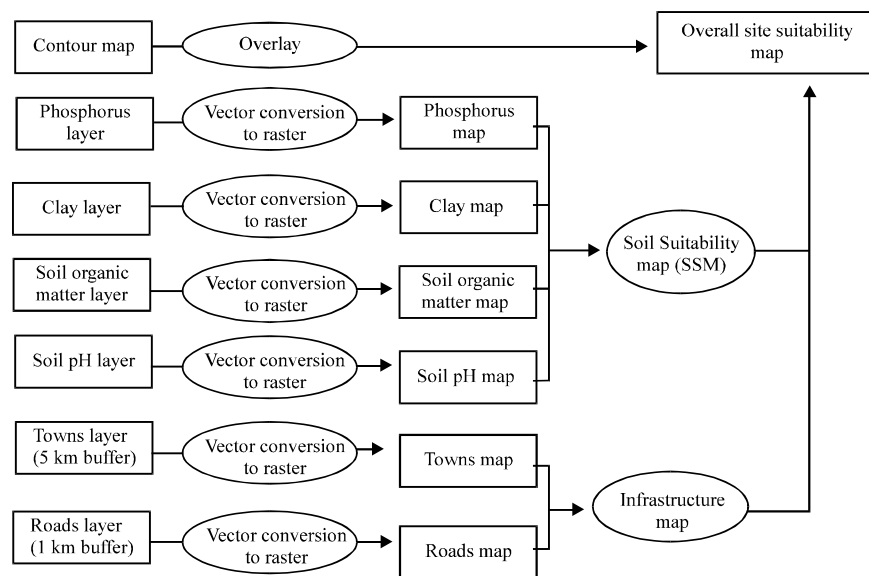 Contour map
Overlay
Overall site suitability
map
Phosphorus
layer
Vector conversion
to raster
Phosphorus
map
Clay layer
Vector conversion
to raster
Clay map
Soil Suitability
map (SSM)
Soil organic
matter layer
Vector conversion
to raster
Soil organic
matter map
Soil pH layer
Vector conversion
to raster
Soil pH map
Towns layer
(5 km buffer)
Vector conversion
to raster
Towns map
Infrastructure
map
Roads layer
(1 km buffer)
Vector conversion
to raster
Roads map